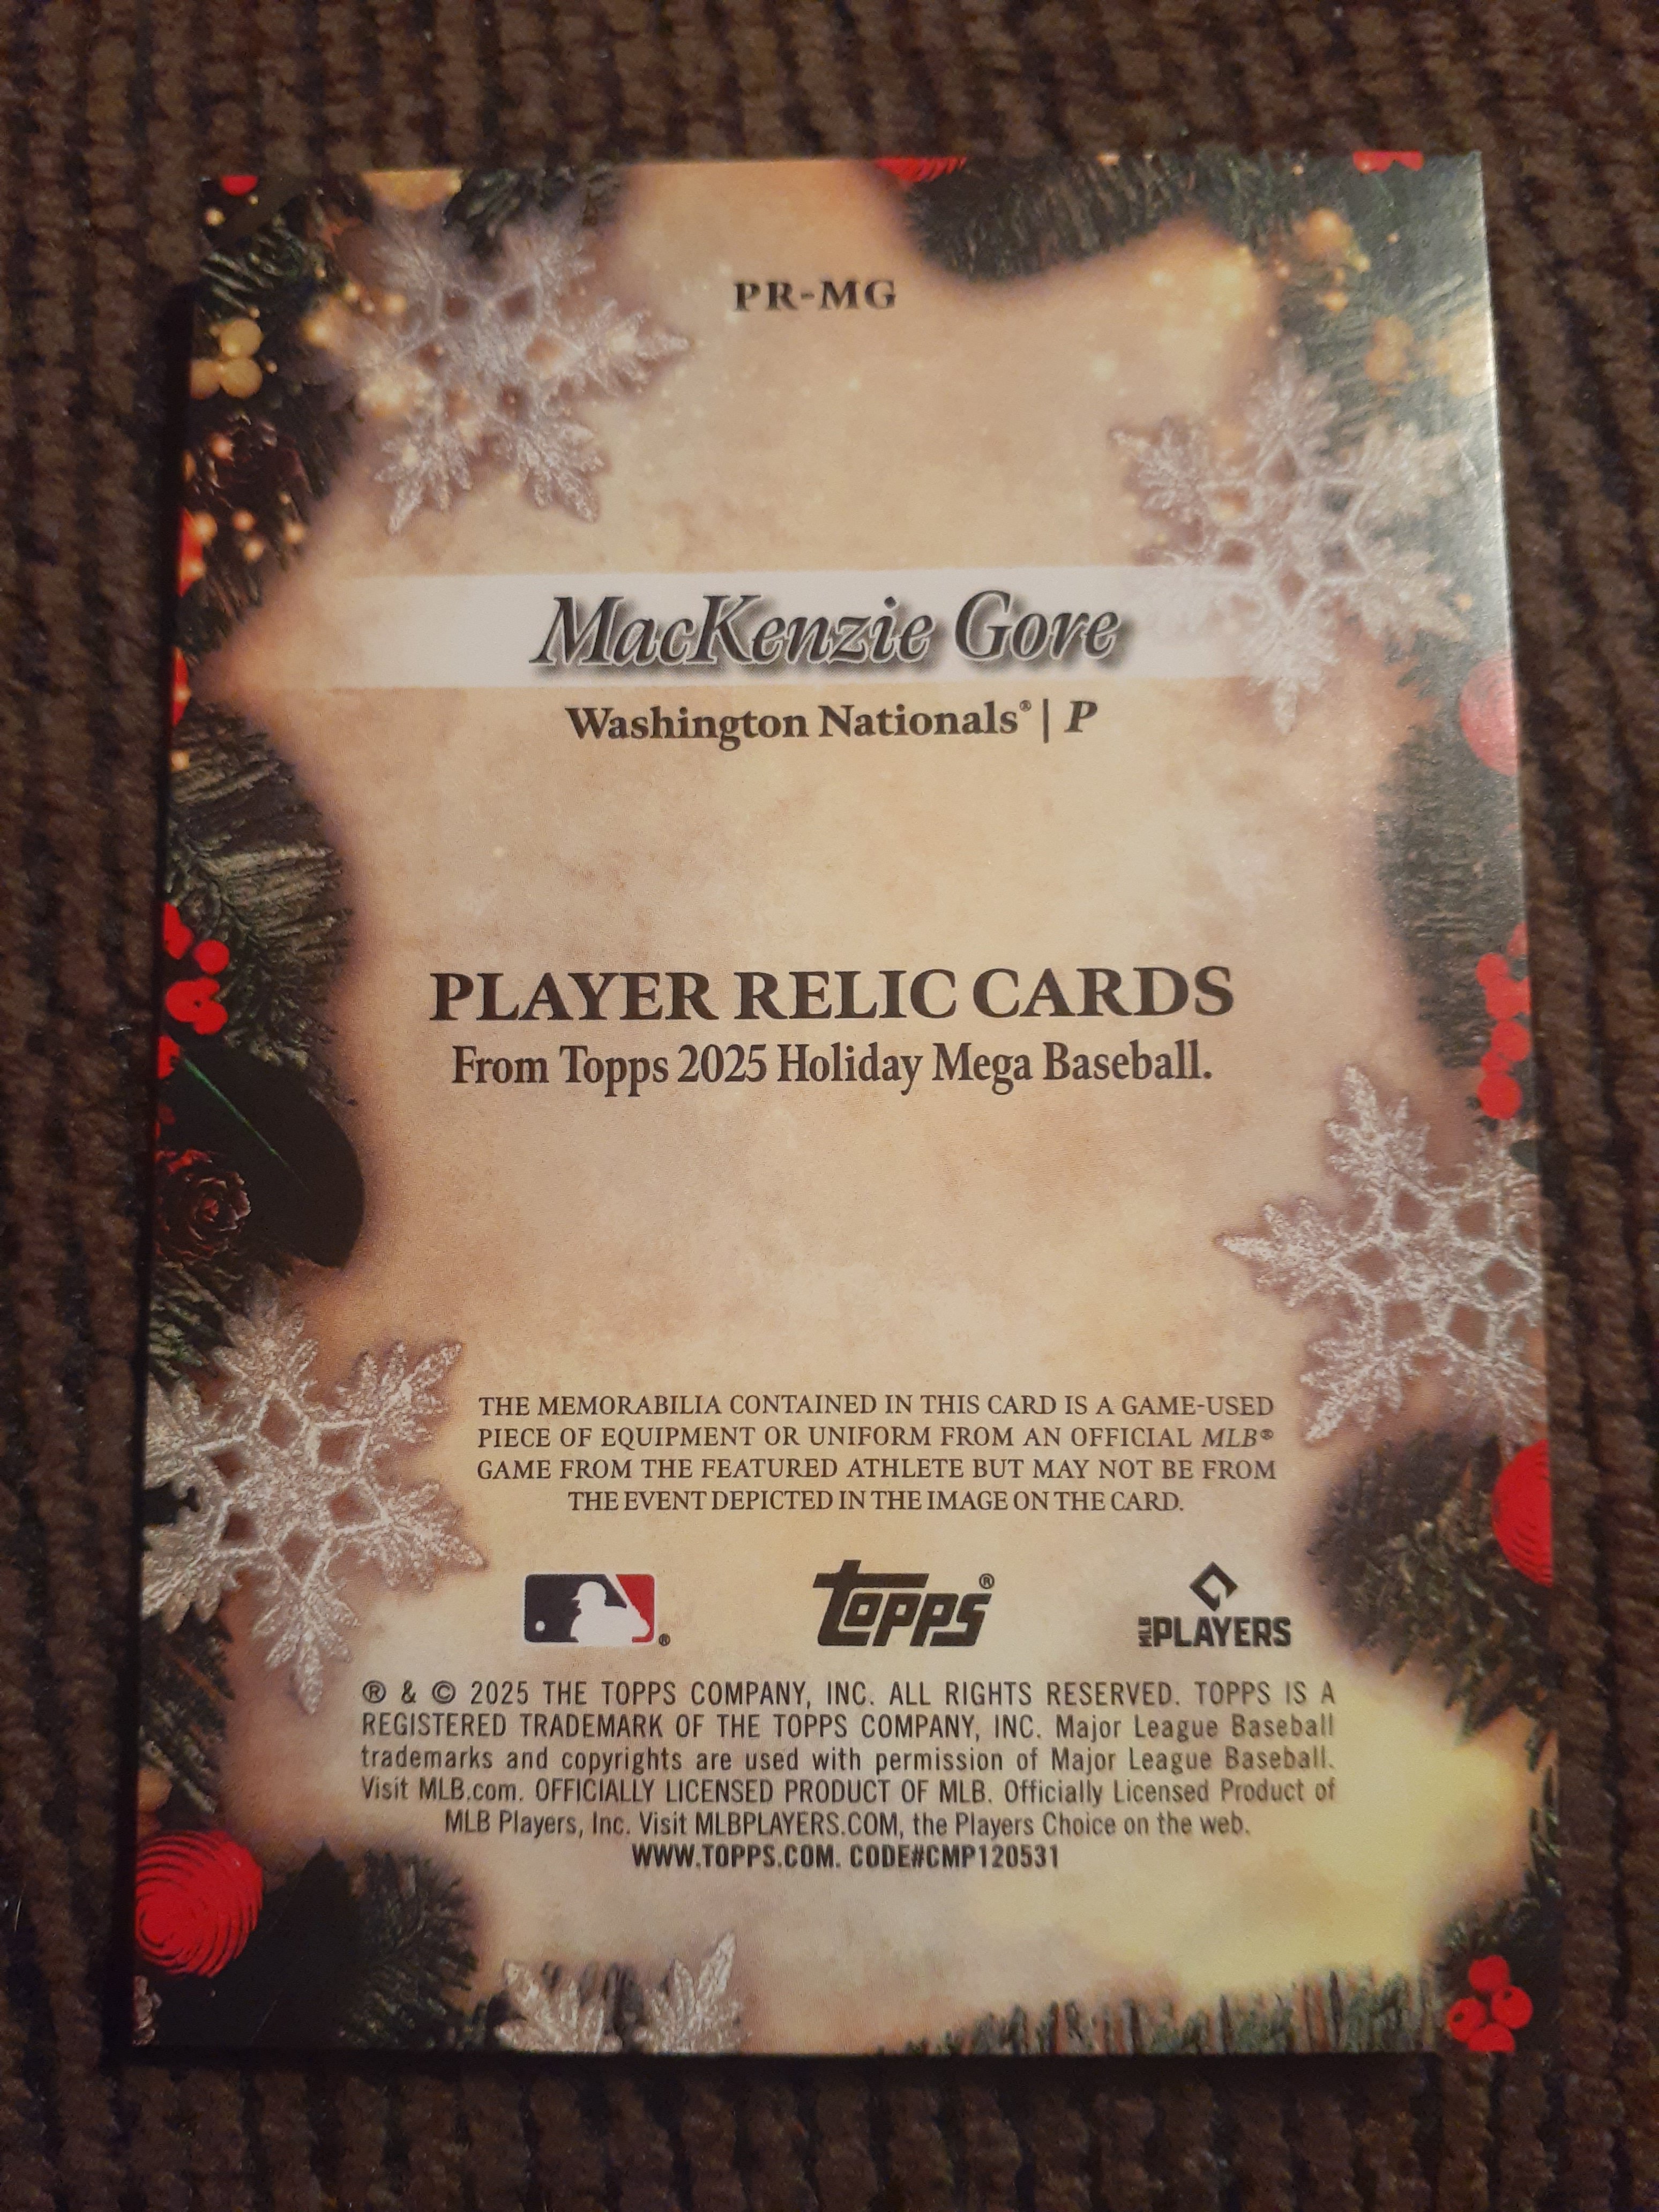 PR-MG
MacKenzie Gore
Washington Nationals® | P
PLAYER RELIC CARDS
From Topps 2025 Holiday Mega Baseball.
THE MEMORABILIA CONTAINED IN THIS CARD IS A GAME-USED
PIECE OF EQUIPMENT OR UNIFORM FROM AN OFFICIAL MLB®
GAME FROM THE FEATURED ATHLETE BUT MAY NOT BE FROM
THE EVENT DEPICTED IN THE IMAGE ON THE CARD.
® topps® MLB PLAYERS
® & © 2025 THE TOPPS COMPANY, INC. ALL RIGHTS RESERVED. TOPPS IS A
REGISTERED TRADEMARK OF THE TOPPS COMPANY, INC. Major League Baseball
trademarks and copyrights are used with permission of Major League Baseball.
Visit MLB.com. OFFICIALLY LICENSED PRODUCT OF MLB. Officially Licensed Product of
MLB Players, Inc. Visit MLBPLAYERS.COM, the Players Choice on the web.
WWW.TOPPS.COM. CODE#CMP120531